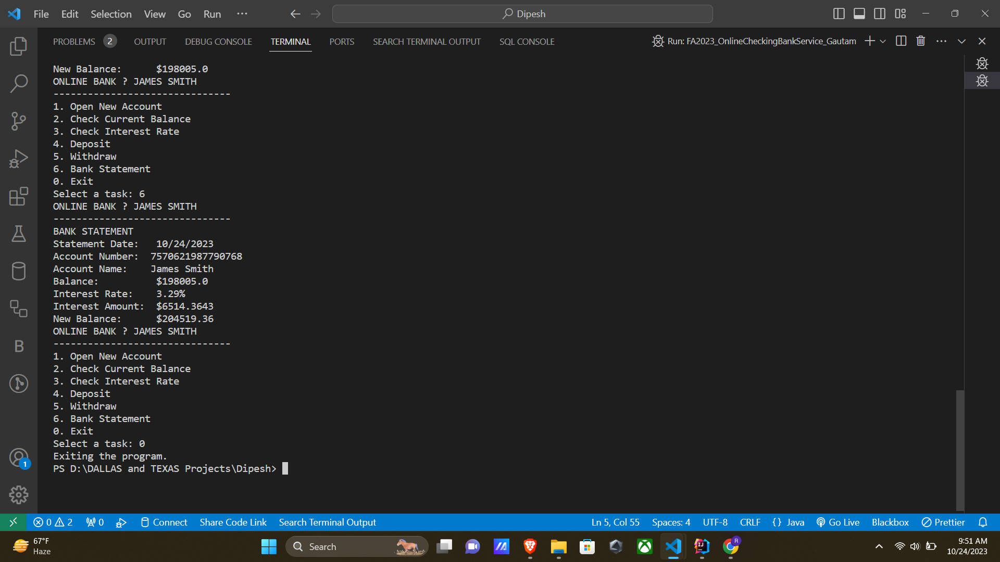 File Edit Selection View Go Run ··· Dipesh
PROBLEMS 2 OUTPUT DEBUG CONSOLE TERMINAL PORTS SEARCH TERMINAL OUTPUT SQL CONSOLE Run: FA2023_OnlineCheckingBankService_Gautam
New Balance: $198005.0
ONLINE BANK ? JAMES SMITH
-------------------------------
1. Open New Account
2. Check Current Balance
3. Check Interest Rate
4. Deposit
5. Withdraw
6. Bank Statement
0. Exit
Select a task: 6
ONLINE BANK ? JAMES SMITH
-------------------------------
BANK STATEMENT
Statement Date: 10/24/2023
Account Number: 7570621987790768
Account Name: James Smith
Balance: $198005.0
Interest Rate: 3.29%
Interest Amount: $6514.3643
New Balance: $204519.36
ONLINE BANK ? JAMES SMITH
-------------------------------
1. Open New Account
2. Check Current Balance
3. Check Interest Rate
4. Deposit
5. Withdraw
6. Bank Statement
0. Exit
Select a task: 0
Exiting the program.
PS D:\DALLAS and TEXAS Projects\Dipesh>
B
1
0 2 0 Connect Share Code Link Search Terminal Output Ln 5, Col 55 Spaces: 4 UTF-8 CRLF {} Java Go Live Blackbox Prettier
67°F
Haze
Search
IJ
R
9:51 AM
10/24/2023